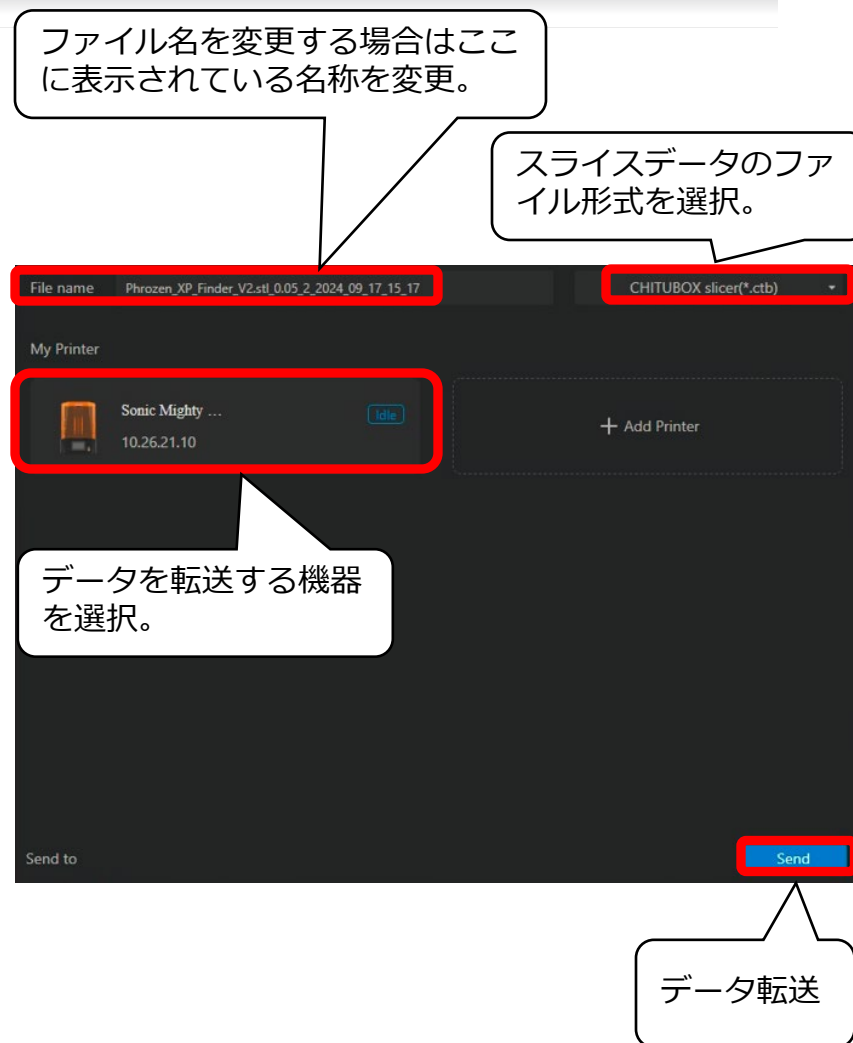 ファイル名を変更する場合はここ
に表示されている名称を変更。
スライスデータのファ
イル形式を選択。
File name Phrozen_XP_Finder_V2.stl_0.05_2_2024_09_17_15_17
CHITUBOX slicer(*.ctb)
My Printer
Sonic Mighty ...
Idle
10.26.21.10
+ Add Printer
データを転送する機器
を選択。
Send to
Send
データ転送